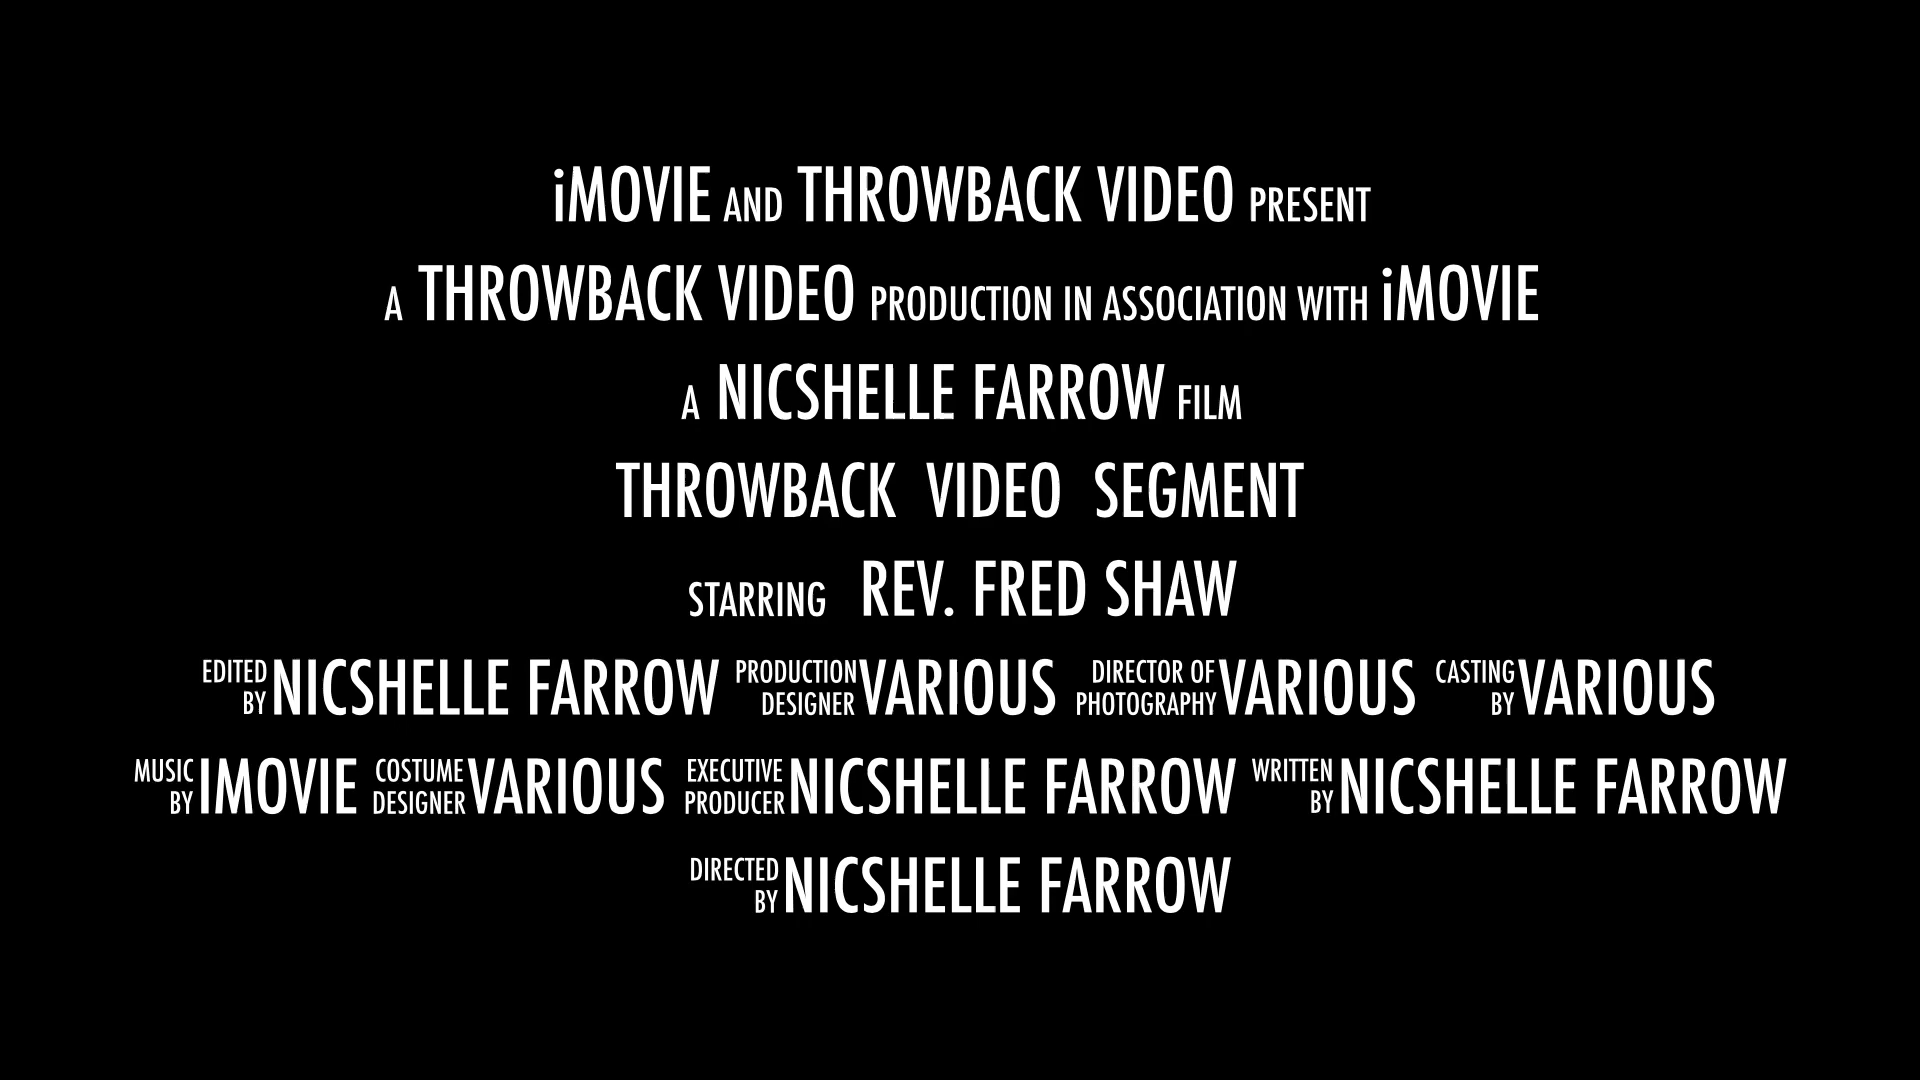 iMOVIE AND THROWBACK VIDEO PRESENT
A THROWBACK VIDEO PRODUCTION IN ASSOCIATION WITH iMOVIE
A NICSHELLE FARROW FILM
THROWBACK VIDEO SEGMENT
STARRING REV. FRED SHAW
EDITED BY NICSHELLE FARROW PRODUCTION DESIGNER VARIOUS DIRECTOR OF PHOTOGRAPHY VARIOUS CASTING BY VARIOUS
MUSIC BY IMOVIE COSTUME DESIGNER VARIOUS EXECUTIVE PRODUCER NICSHELLE FARROW WRITTEN BY NICSHELLE FARROW
DIRECTED BY NICSHELLE FARROW